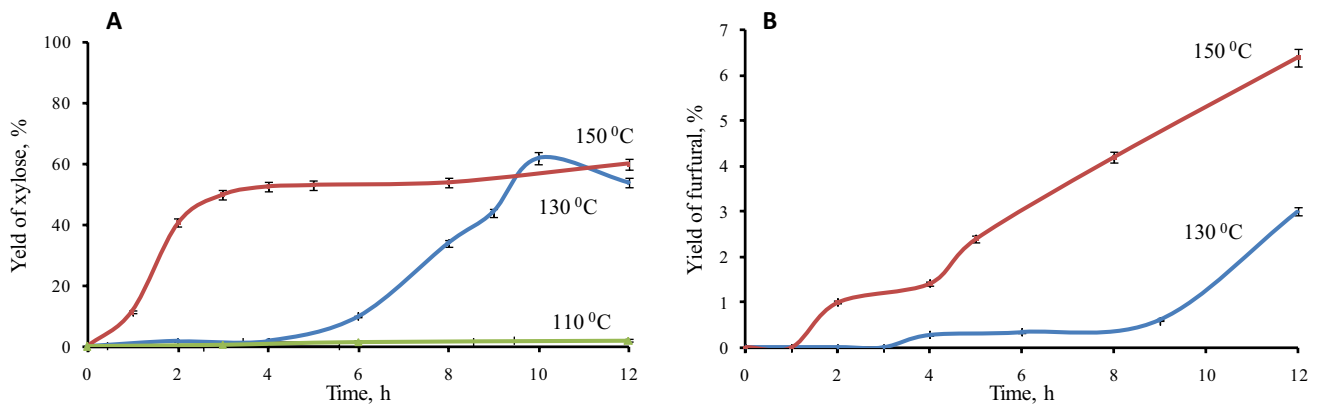 A
Yeld of xylose, %
100
80
60
40
20
0
150 ⁰C
130 ⁰C
110 ⁰C
0 2 4 6 8 10 12
Time, h
B
Yield of furfural, %
7
6
5
4
3
2
1
0
150 ⁰C
130 ⁰C
0 2 4 6 8 10 12
Time, h